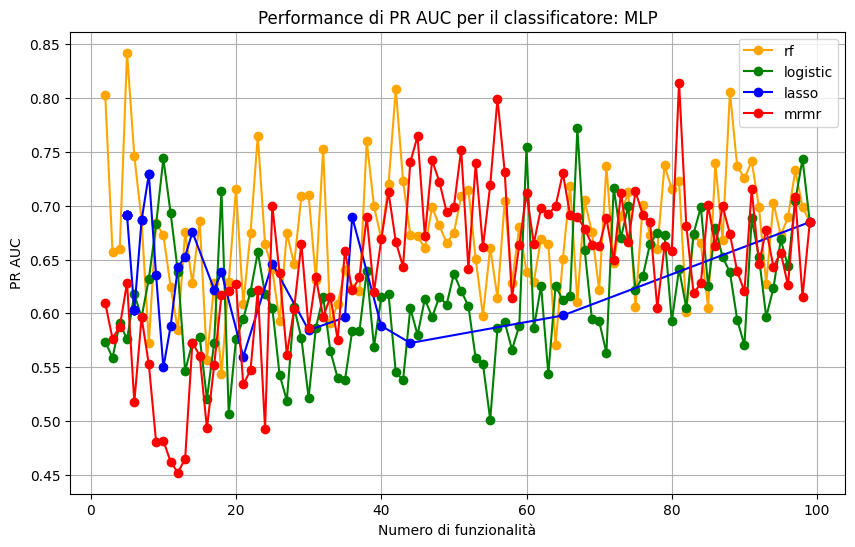 Performance di PR AUC per il classificatore: MLP
rf
logistic
lasso
mrmr
PR AUC
0.85
0.80
0.75
0.70
0.65
0.60
0.55
0.50
0.45
0
20
40
60
80
100
Numero di funzionalità